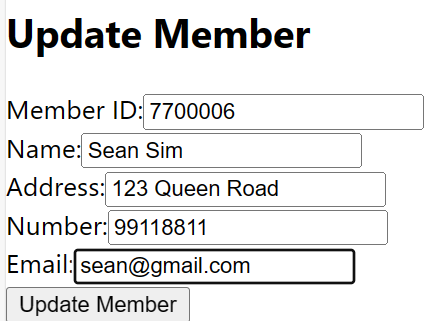 Update Member
Member ID: 7700006
Name: Sean Sim
Address: 123 Queen Road
Number: 99118811
Email: sean@gmail.com
Update Member